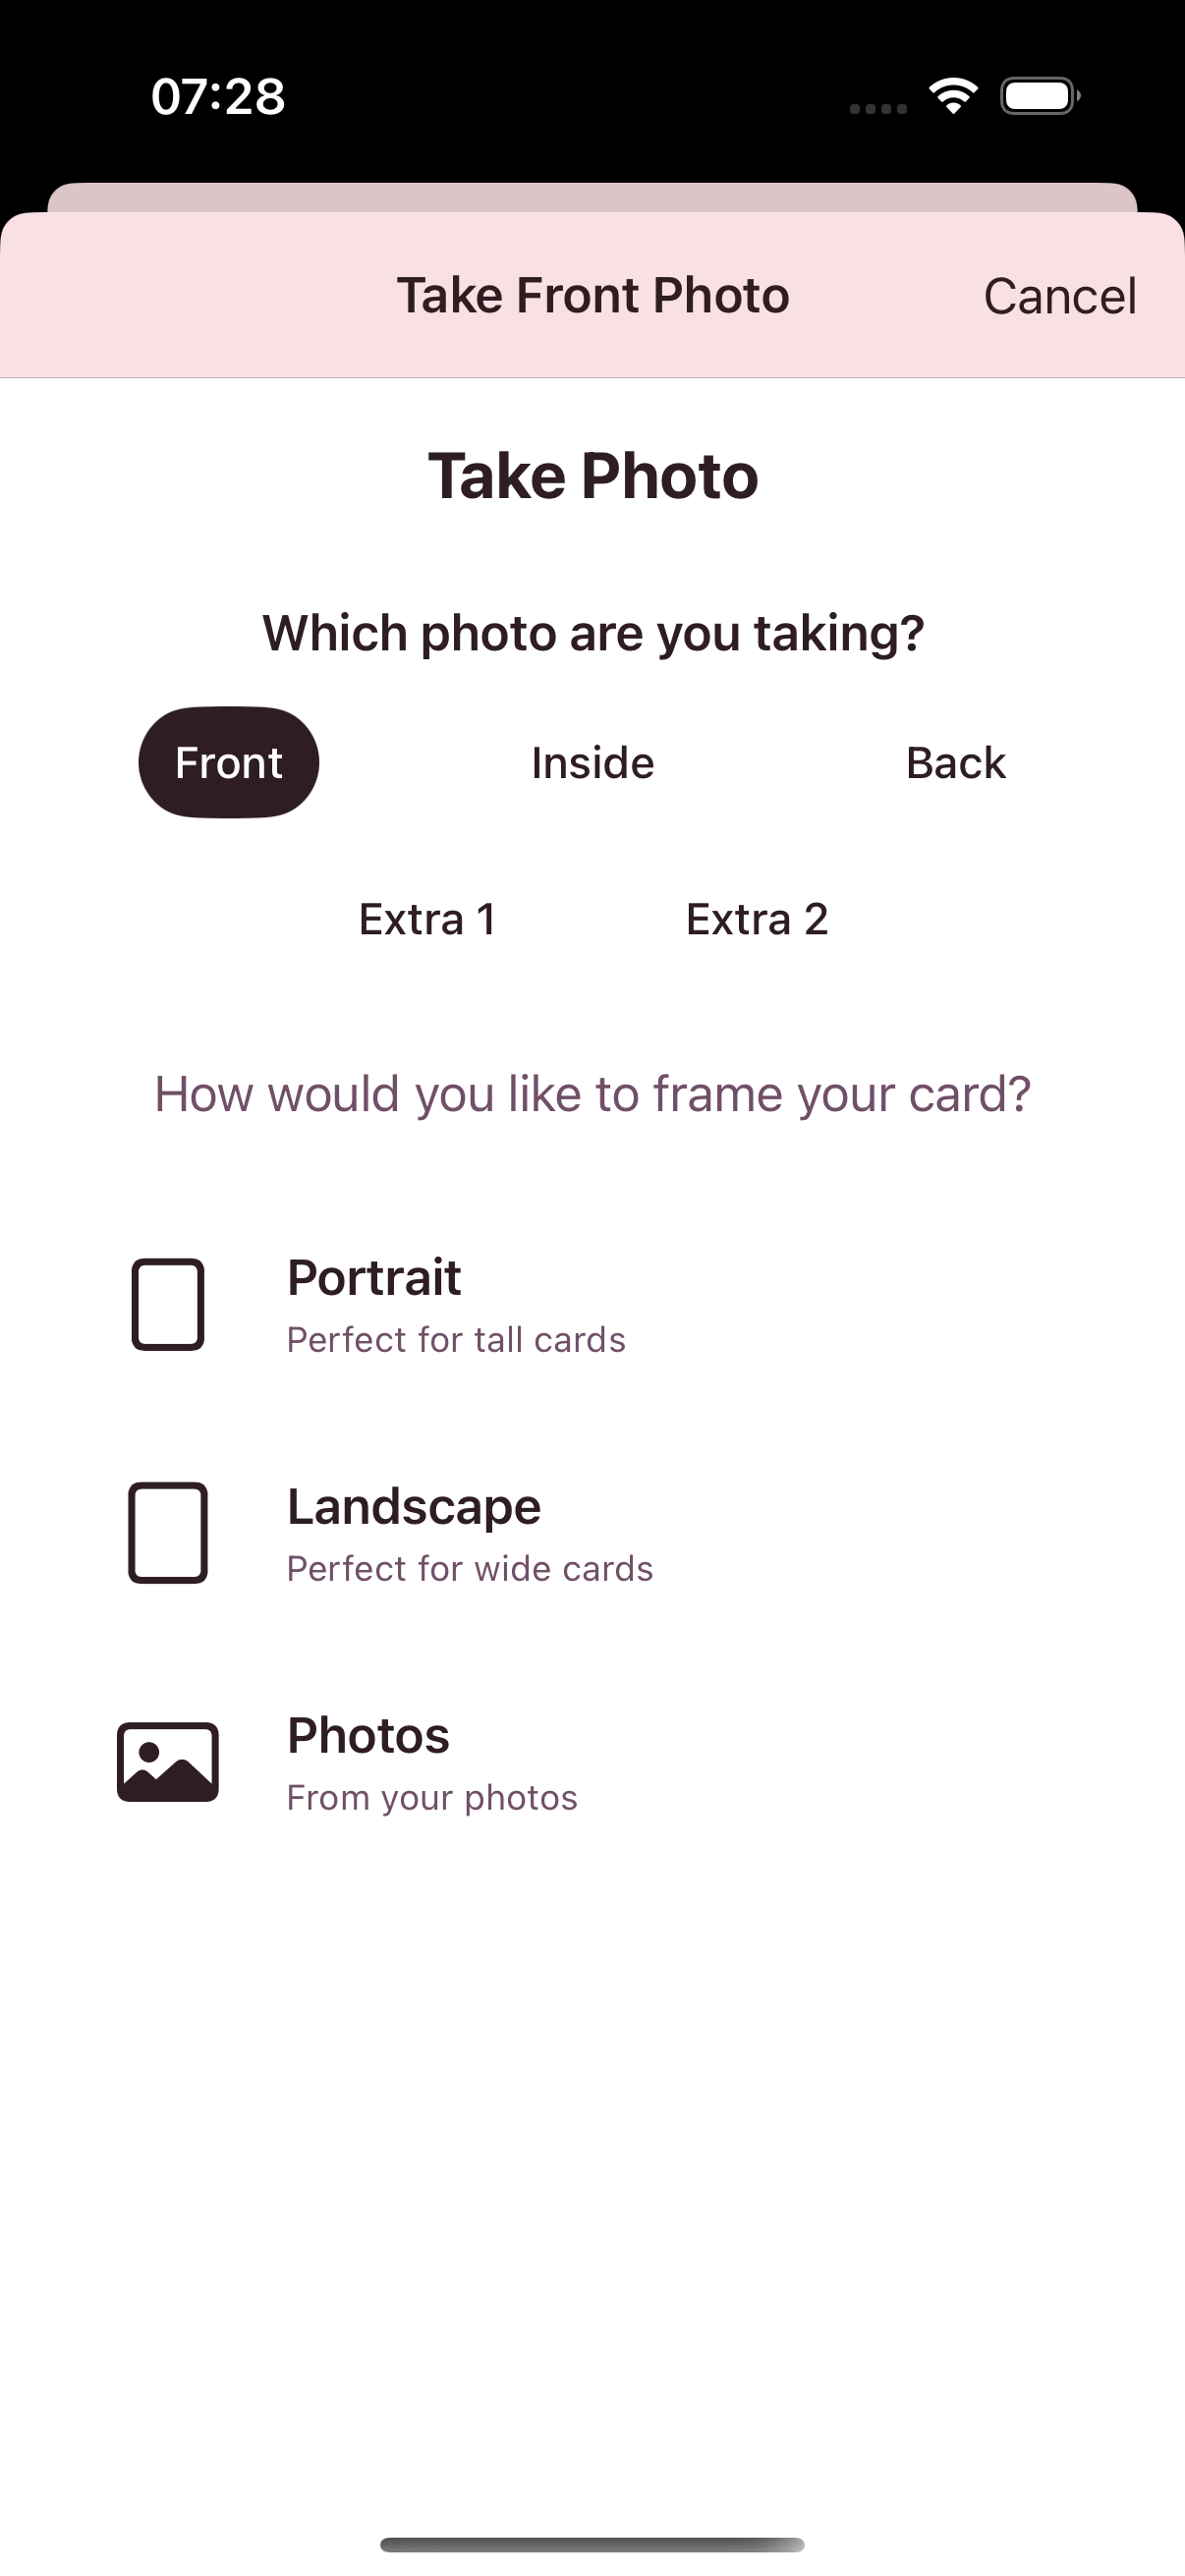 07:28
Take Front Photo
Cancel
Take Photo
Which photo are you taking?
Front
Inside
Back
Extra 1
Extra 2
How would you like to frame your card?
Portrait
Perfect for tall cards
Landscape
Perfect for wide cards
Photos
From your photos